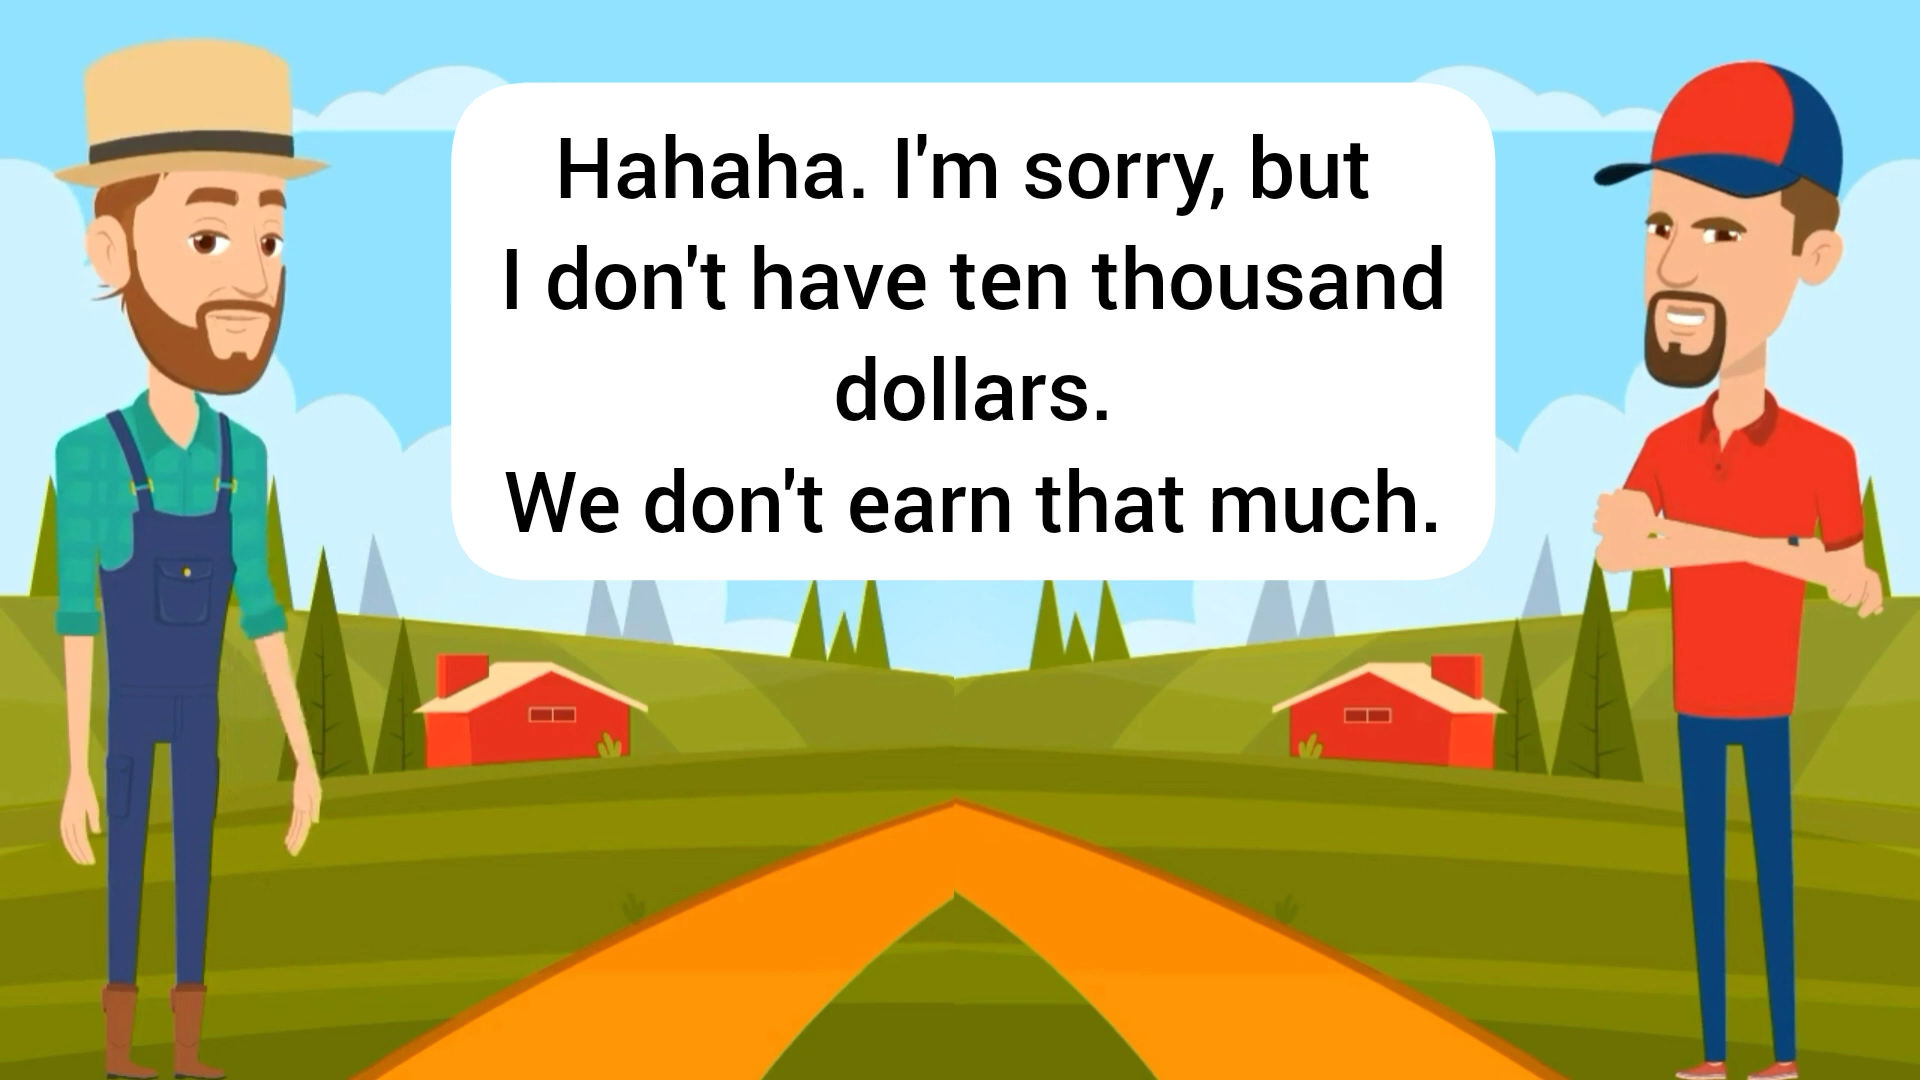 Hahaha. I'm sorry, but
I don't have ten thousand
dollars.
We don't earn that much.